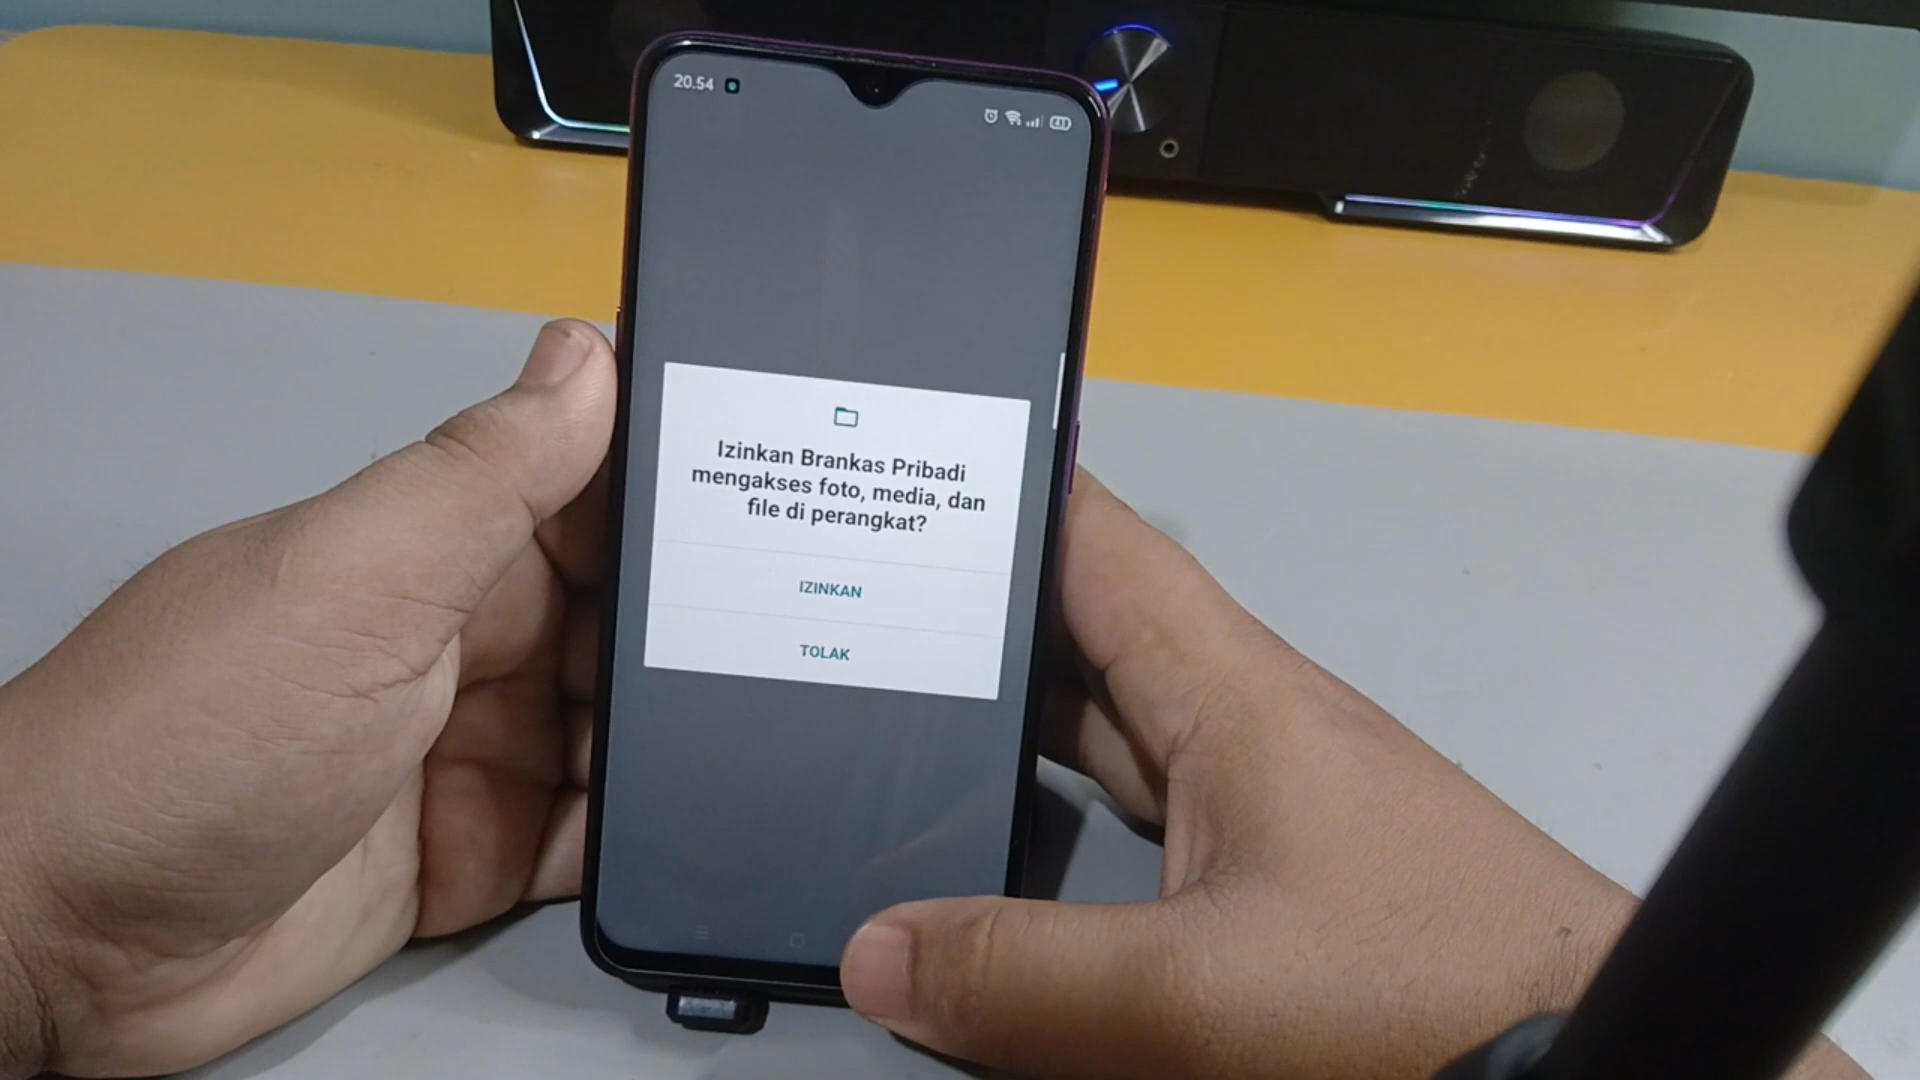 20.54
Izinkan Brankas Pribadi
mengakses foto, media, dan
file di perangkat?
IZINKAN
TOLAK